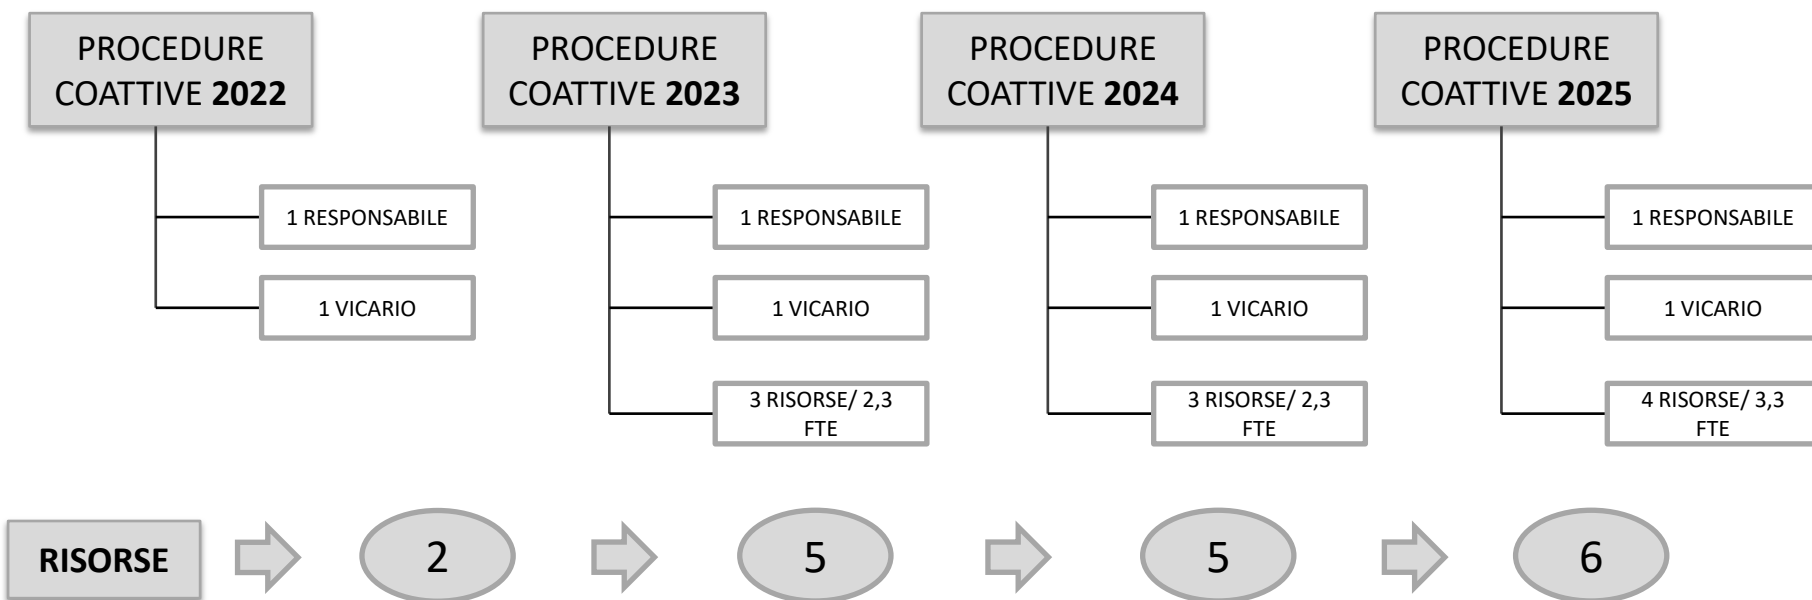 PROCEDURE
COATTIVE 2022
1 RESPONSABILE
1 VICARIO
PROCEDURE
COATTIVE 2023
1 RESPONSABILE
1 VICARIO
3 RISORSE/ 2,3
FTE
PROCEDURE
COATTIVE 2024
1 RESPONSABILE
1 VICARIO
3 RISORSE/ 2,3
FTE
PROCEDURE
COATTIVE 2025
1 RESPONSABILE
1 VICARIO
4 RISORSE/ 3,3
FTE
RISORSE
2
5
5
6